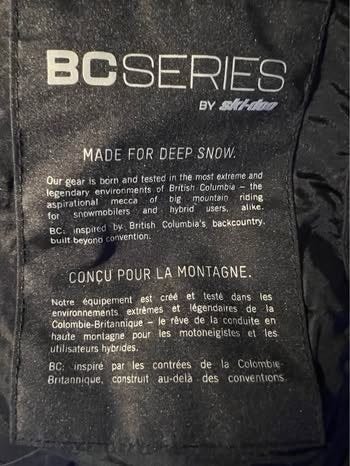 BCSERIES
BY ski-doo
MADE FOR DEEP SNOW.
Our gear is born and tested in the most extreme and
legendary environments of British Columbia – the
aspirational mecca of big mountain riding
for snowmobilers and hybrid users, alike.
BC: inspired by British Columbia's backcountry,
built beyond convention.
CONÇU POUR LA MONTAGNE.
Notre équipement est créé et testé dans les
environnements extrêmes et légendaires de la
Colombie-Britannique – le rêve de la conduite en
haute montagne pour les motoneigistes et les
utilisateurs hybrides.
BC: inspiré par les contrées de la Colombie-
Britannique, construit au-delà des conventions